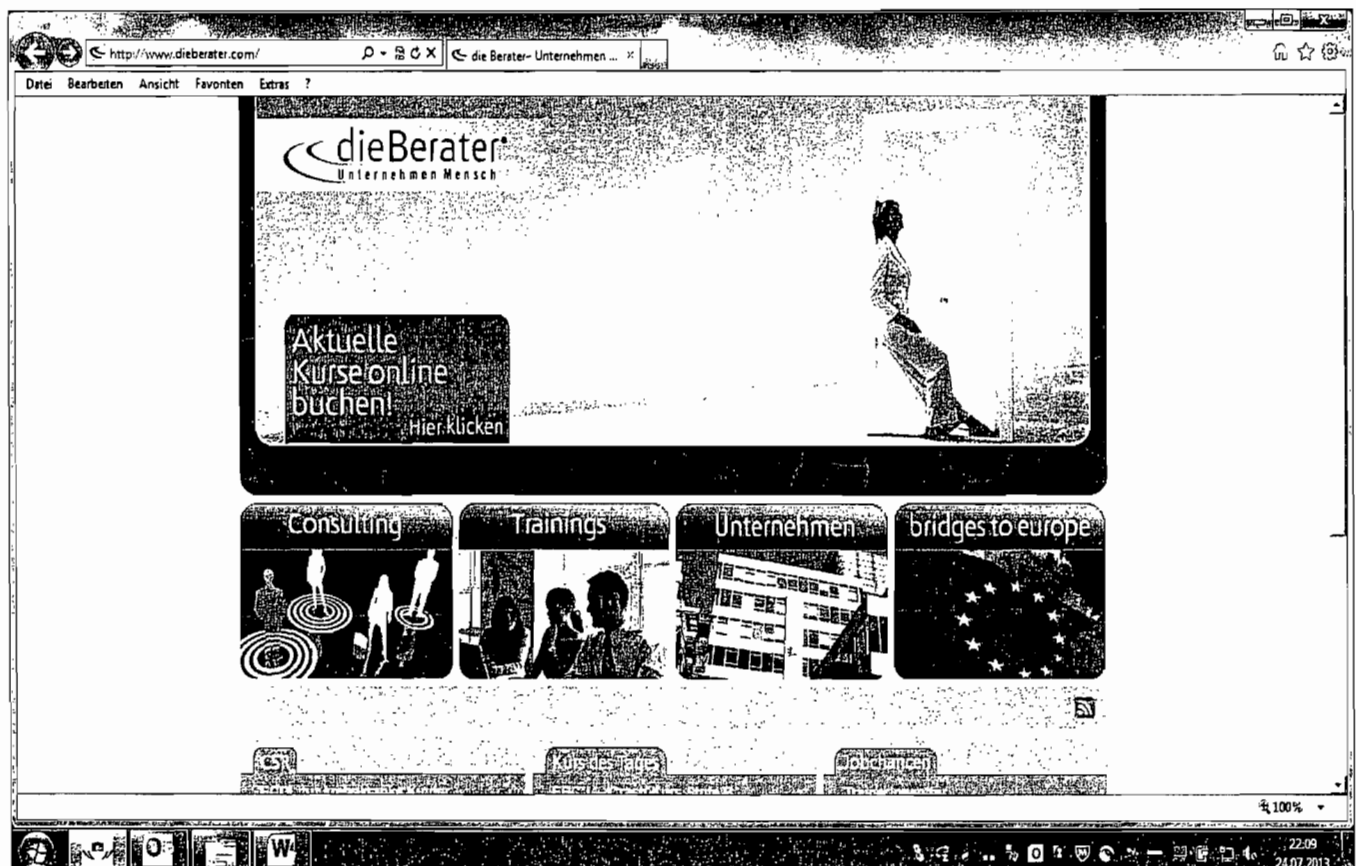 http://www.dieberater.com/
die Berater- Unternehmen ...
Datei Bearbeiten Ansicht Favoriten Extras ?
dieBerater
Unternehmen Mensch
Aktuelle
Kurse online
buchen!
Hier klicken
Consulting
Trainings
Unternehmen
bridges to europe
CSR
Kurs des Tages
Jobchancen
100%
22:09
24.07.2013